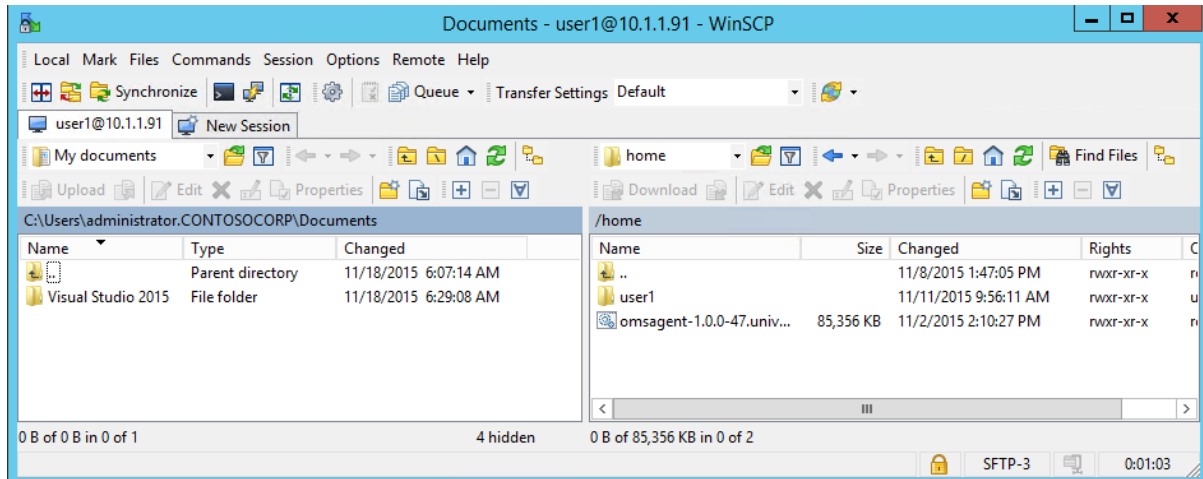 Documents - user1@10.1.1.91 - WinSCP
Local Mark Files Commands Session Options Remote Help
Synchronize Queue Transfer Settings Default
user1@10.1.1.91 New Session
My documents home Find Files
Upload Edit Properties Download Edit Properties
C:\Users\administrator.CONTOSOCORP\Documents /home
Name Type Changed Name Size Changed Rights
.. Parent directory 11/18/2015 6:07:14 AM .. 11/8/2015 1:47:05 PM rwxr-xr-x
Visual Studio 2015 File folder 11/18/2015 6:29:08 AM user1 11/11/2015 9:56:11 AM rwxr-xr-x
omsagent-1.0.0-47.univ... 85,356 KB 11/2/2015 2:10:27 PM rwxr-xr-x
0 B of 0 B in 0 of 1 4 hidden 0 B of 85,356 KB in 0 of 2
SFTP-3 0:01:03